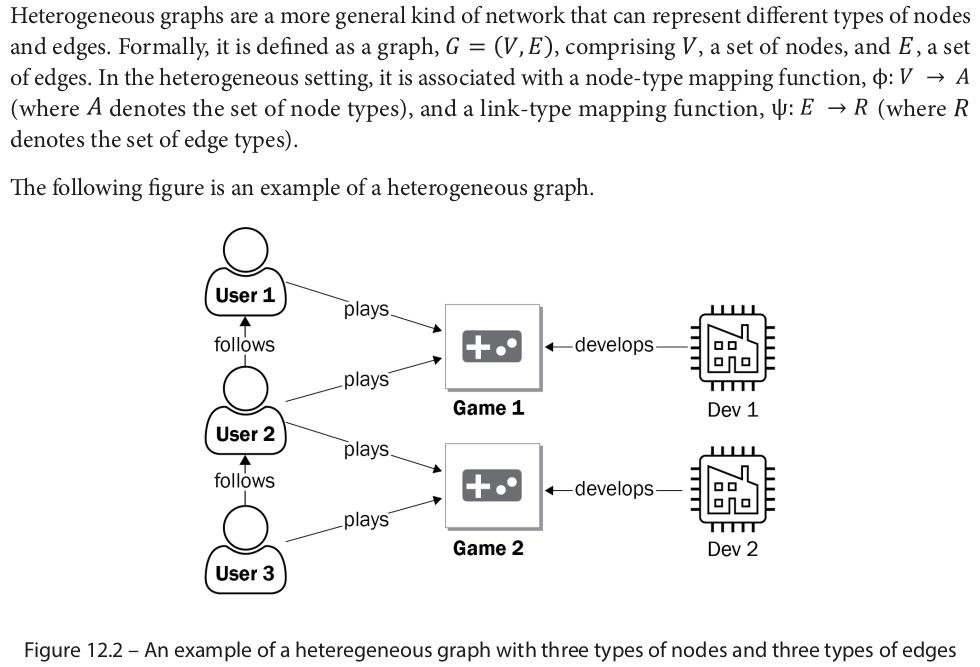 Heterogeneous graphs are a more general kind of network that can represent different types of nodes
and edges. Formally, it is defined as a graph, G = (V, E), comprising V, a set of nodes, and E, a set
of edges. In the heterogeneous setting, it is associated with a node-type mapping function, ϕ: V → A
(where A denotes the set of node types), and a link-type mapping function, ψ: E → R (where R
denotes the set of edge types).
The following figure is an example of a heterogeneous graph.
User 1
plays
follows
develops
plays
Game 1
Dev 1
User 2
plays
follows
develops
plays
Game 2
Dev 2
User 3
Figure 12.2 – An example of a heteregeneous graph with three types of nodes and three types of edges